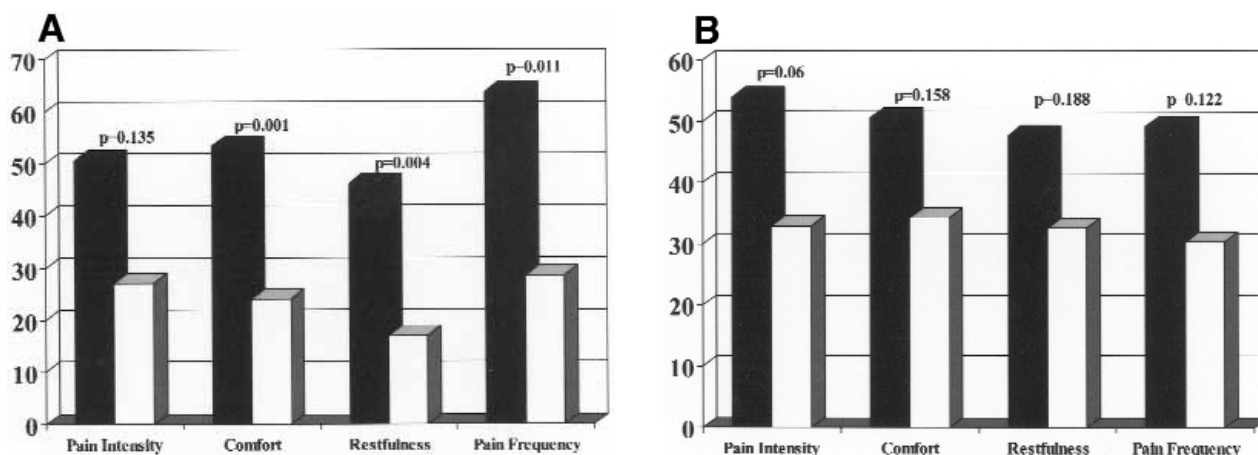 A
70
60
50
40
30
20
10
0
p=0.135
p=0.001
p=0.004
p=0.011
Pain Intensity
Comfort
Restfulness
Pain Frequency
B
60
50
40
30
20
10
0
p=0.06
p=0.158
p=0.188
p=0.122
Pain Intensity
Comfort
Restfulness
Pain Frequency